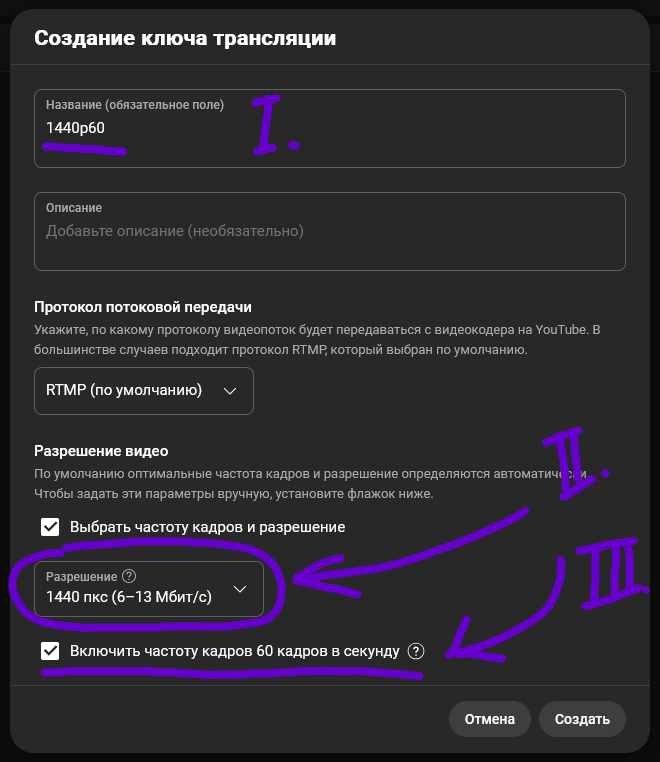 Создание ключа трансляции
Название (обязательное поле)
1440p60
I.
Описание
Добавьте описание (необязательно)
Протокол потоковой передачи
Укажите, по какому протоколу видеопоток будет передаваться с видеокодера на YouTube. В
большинстве случаев подходит протокол RTMP, который выбран по умолчанию.
RTMP (по умолчанию)
Разрешение видео
II.
По умолчанию оптимальные частота кадров и разрешение определяются автоматически.
Чтобы задать эти параметры вручную, установите флажок ниже.
Выбрать частоту кадров и разрешение
Разрешение ?
1440 пкс (6–13 Мбит/с)
III.
Включить частоту кадров 60 кадров в секунду ?
Отмена
Создать